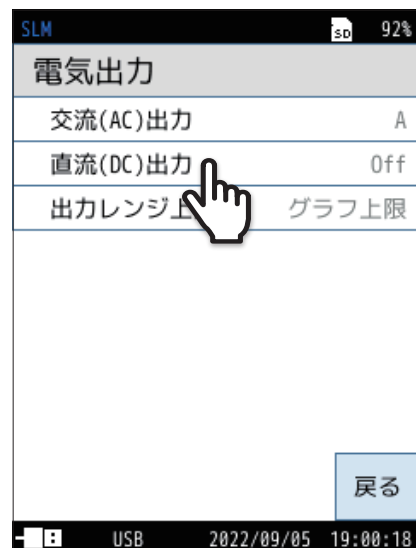 SLM SD 92%
電気出力
交流(AC)出力 A
直流(DC)出力 Off
出力レンジ上 グラフ上限
戻る
USB 2022/09/05 19:00:18